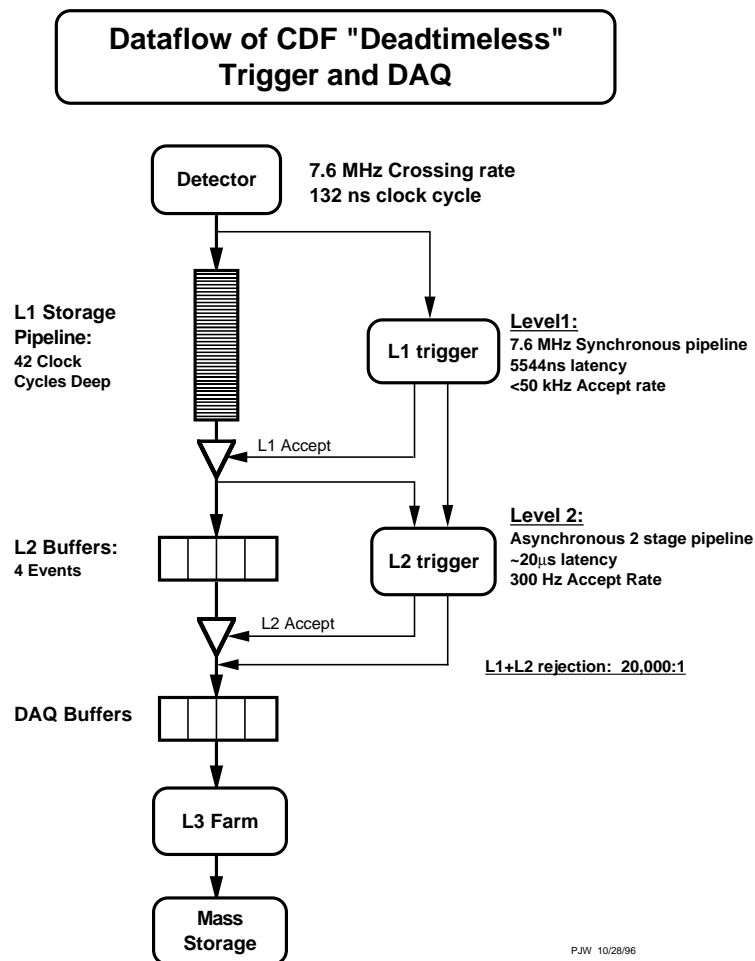 Dataflow of CDF "Deadtimeless"
Trigger and DAQ
Detector
7.6 MHz Crossing rate
132 ns clock cycle
L1 Storage
Pipeline:
42 Clock
Cycles Deep
L1 trigger
Level1:
7.6 MHz Synchronous pipeline
5544ns latency
<50 kHz Accept rate
L1 Accept
L2 Buffers:
4 Events
L2 trigger
Level 2:
Asynchronous 2 stage pipeline
~20μs latency
300 Hz Accept Rate
L2 Accept
L1+L2 rejection: 20,000:1
DAQ Buffers
L3 Farm
Mass
Storage
PJW 10/28/96